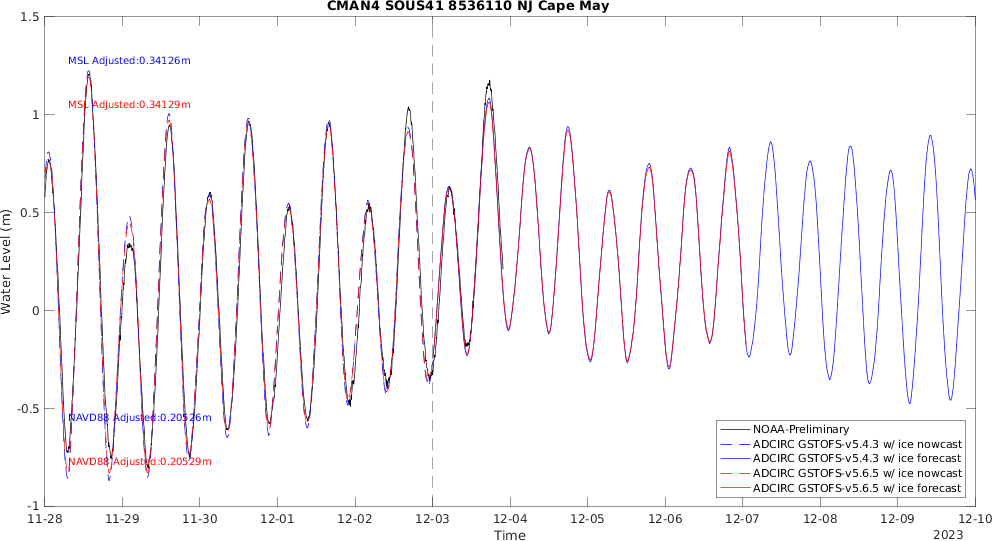 CMAN4 SOUS41 8536110 NJ Cape May
1.5
1
0.5
0
-0.5
-1
Water Level (m)
MSL Adjusted:0.34126m
MSL Adjusted:0.34129m
NAVD88 Adjusted:0.20526m
NAVD88 Adjusted:0.20529m
NOAA-Preliminary
ADCIRC GSTOFS-v5.4.3 w/ ice nowcast
ADCIRC GSTOFS-v5.4.3 w/ ice forecast
ADCIRC GSTOFS-v5.6.5 w/ ice nowcast
ADCIRC GSTOFS-v5.6.5 w/ ice forecast
11-28 11-29 11-30 12-01 12-02 12-03 12-04 12-05 12-06 12-07 12-08 12-09 12-10
Time
2023